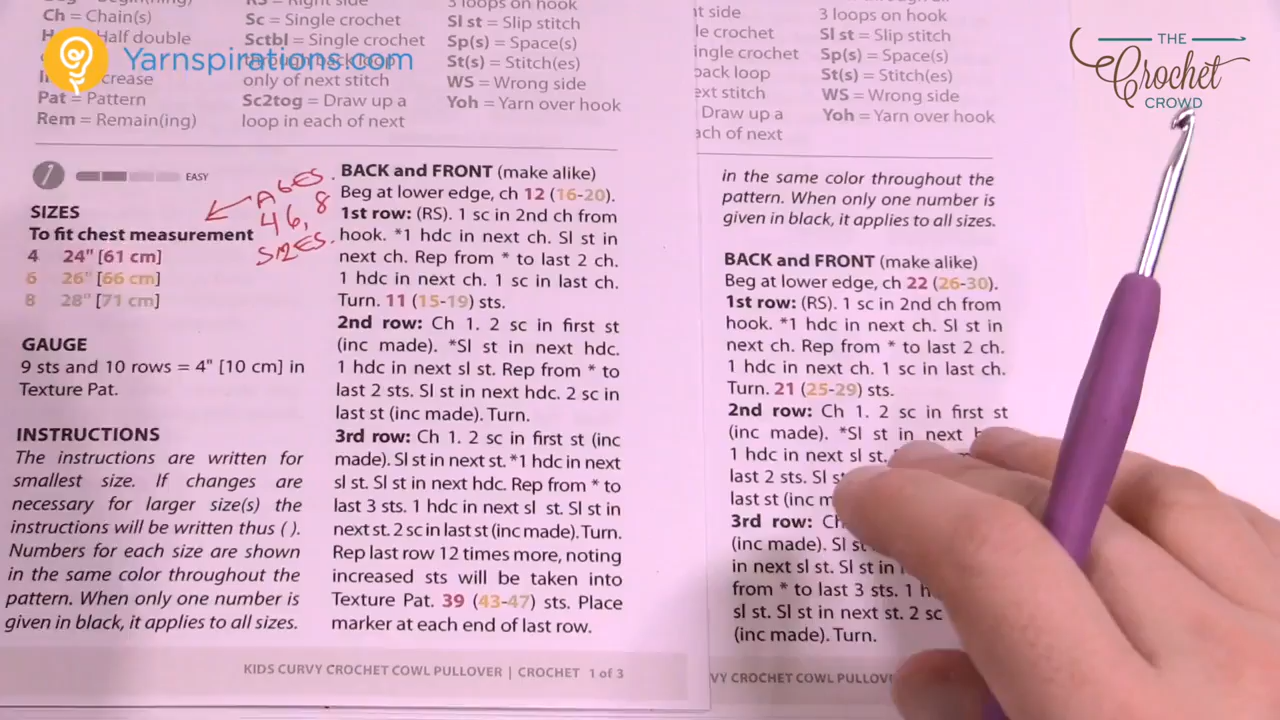 Ch = Chain(s)
Half double
Increase
Pat = Pattern
Rem = Remain(ing)
Sc = Single crochet
Sctbl = Single crochet
through back loop
only of next stitch
Sc2tog = Draw up a
loop in each of next
3 loops on hook
Sl st = Slip stitch
Sp(s) = Space(s)
St(s) = Stitch(es)
WS = Wrong side
Yoh = Yarn over hook
Yarnspirations.com
EASY
SIZES
To fit chest measurement
4 24" [61 cm]
6 26" [66 cm]
8 28" [71 cm]
AGES
4 6, 8
SIZES.
GAUGE
9 sts and 10 rows = 4" [10 cm] in
Texture Pat.
INSTRUCTIONS
The instructions are written for
smallest size. If changes are
necessary for larger size(s) the
instructions will be written thus ( ).
Numbers for each size are shown
in the same color throughout the
pattern. When only one number is
given in black, it applies to all sizes.
BACK and FRONT (make alike)
Beg at lower edge, ch 12 (16-20).
1st row: (RS). 1 sc in 2nd ch from
hook. *1 hdc in next ch. Sl st in
next ch. Rep from * to last 2 ch.
1 hdc in next ch. 1 sc in last ch.
Turn. 11 (15-19) sts.
2nd row: Ch 1. 2 sc in first st
(inc made). *Sl st in next hdc.
1 hdc in next sl st. Rep from * to
last 2 sts. Sl st in next hdc. 2 sc in
last st (inc made). Turn.
3rd row: Ch 1. 2 sc in first st (inc
made). Sl st in next st. *1 hdc in next
sl st. Sl st in next hdc. Rep from * to
last 3 sts. 1 hdc in next sl st. Sl st in
next st. 2 sc in last st (inc made). Turn.
Rep last row 12 times more, noting
increased sts will be taken into
Texture Pat. 39 (43-47) sts. Place
marker at each end of last row.
KIDS CURVY CROCHET COWL PULLOVER | CROCHET 1 of 3
side
le crochet
ingle crochet
back loop
ext stitch
Draw up a
ach of next
3 loops on hook
Sl st = Slip stitch
Sp(s) = Space(s)
St(s) = Stitch(es)
WS = Wrong side
Yoh = Yarn over hook
in the same color throughout the
pattern. When only one number is
given in black, it applies to all sizes.
BACK and FRONT (make alike)
Beg at lower edge, ch 22 (26-30).
1st row: (RS). 1 sc in 2nd ch from
hook. *1 hdc in next ch. Sl st in
next ch. Rep from * to last 2 ch.
1 hdc in next ch. 1 sc in last ch.
Turn. 21 (25-29) sts.
2nd row: Ch 1. 2 sc in first st
(inc made). *Sl st in next
1 hdc in next sl st.
last 2 sts. Sl st
last st (inc
3rd row: Ch
(inc made). Sl st
in next sl st. Sl st in
from * to last 3 sts. 1
sl st. Sl st in next st. 2 sc
(inc made). Turn.
VY CROCHET COWL PULLOVER
THE
Crochet
CROWD